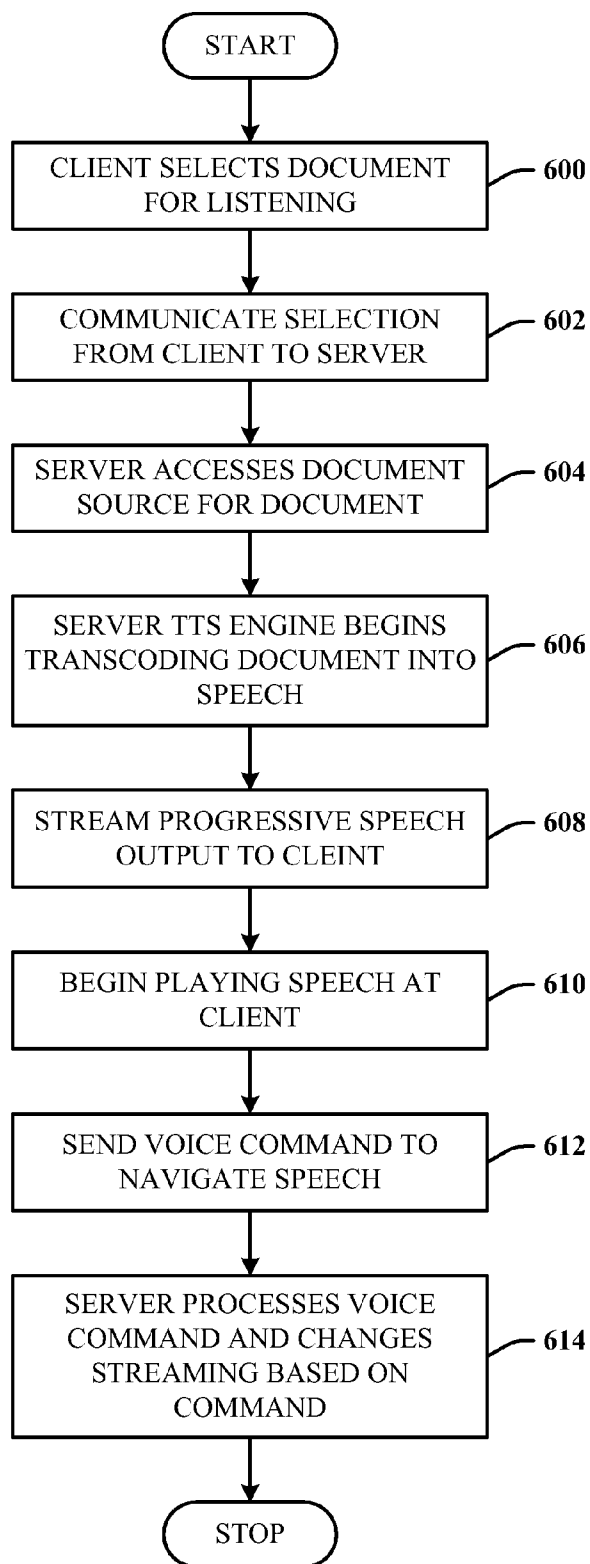 START
CLIENT SELECTS DOCUMENT
FOR LISTENING
600
COMMUNICATE SELECTION
FROM CLIENT TO SERVER
602
SERVER ACCESSES DOCUMENT
SOURCE FOR DOCUMENT
604
SERVER TTS ENGINE BEGINS
TRANSCODING DOCUMENT INTO
SPEECH
606
STREAM PROGRESSIVE SPEECH
OUTPUT TO CLEINT
608
BEGIN PLAYING SPEECH AT
CLIENT
610
SEND VOICE COMMAND TO
NAVIGATE SPEECH
612
SERVER PROCESSES VOICE
COMMAND AND CHANGES
STREAMING BASED ON
COMMAND
614
STOP